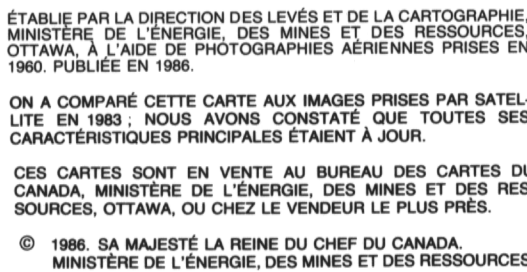 ÉTABLIE PAR LA DIRECTION DES LEVÉS ET DE LA CARTOGRAPHIE,
MINISTÈRE DE L'ÉNERGIE, DES MINES ET DES RESSOURCES,
OTTAWA, À L'AIDE DE PHOTOGRAPHIES AÉRIENNES PRISES EN
1960. PUBLIÉE EN 1986.
ON A COMPARÉ CETTE CARTE AUX IMAGES PRISES PAR SATEL-
LITE EN 1983 ; NOUS AVONS CONSTATÉ QUE TOUTES SES
CARACTÉRISTIQUES PRINCIPALES ÉTAIENT À JOUR.
CES CARTES SONT EN VENTE AU BUREAU DES CARTES DU
CANADA, MINISTÈRE DE L'ÉNERGIE, DES MINES ET DES RES
SOURCES, OTTAWA, OU CHEZ LE VENDEUR LE PLUS PRÈS.
© 1986. SA MAJESTÉ LA REINE DU CHEF DU CANADA.
MINISTÈRE DE L'ÉNERGIE, DES MINES ET DES RESSOURCES